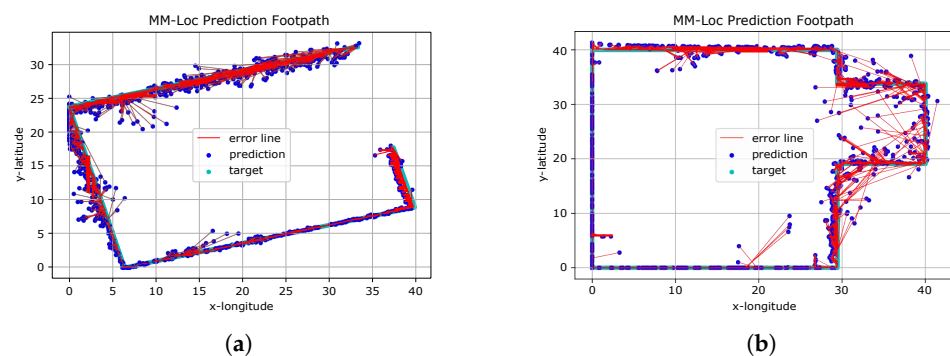 MM-Loc Prediction Footpath
30
25
20
15
10
5
0
y-latitude
error line
prediction
target
0 5 10 15 20 25 30 35 40
x-longitude
(a)
MM-Loc Prediction Footpath
40
30
20
10
0
y-latitude
error line
prediction
target
0 10 20 30 40
x-longitude
(b)